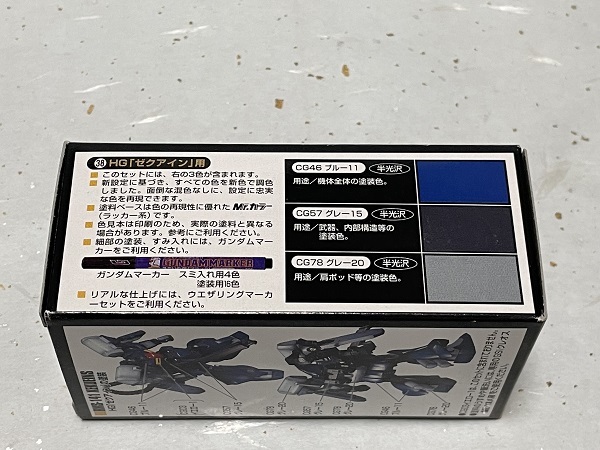 38 HG「ゼクアイン」用
■ このセットには、右の3色が含まれます。
■ 新設定に基づき、すべての色を新色で調色
しました。面倒な混色なしに、設定に忠実
な色を再現できます。
■ 塗料ベースは色の再現性に優れた Mr.カラー
(ラッカー系)です。
■ 色見本は印刷のため、実際の塗料と異なる
場合があります。参考にご利用ください。
■ 細部の塗装、すみ入れには、ガンダムマー
カーをご利用ください。
GUNDAM MARKER
ガンダムマーカー スミ入れ用4色
塗装用16色
■ リアルな仕上げには、ウエザリングマーカ
ーセットをご利用ください。
CG46 ブルー11 半光沢
用途/機体全体の塗装色。
CG57 グレー15 半光沢
用途/武器、内部構造等の
塗装色。
CG78 グレー20 半光沢
用途/肩ポッド等の塗装色。